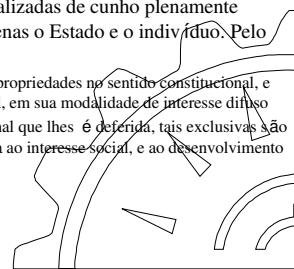 alizadas de cunho plenamente
enas o Estado e o indivíduo. Pelo
propriedades no sentido constitucional, e
l, em sua modalidade de interesse difuso
nal que lhes é deferida, tais exclusivas são
a ao interesse social, e ao desenvolvimento